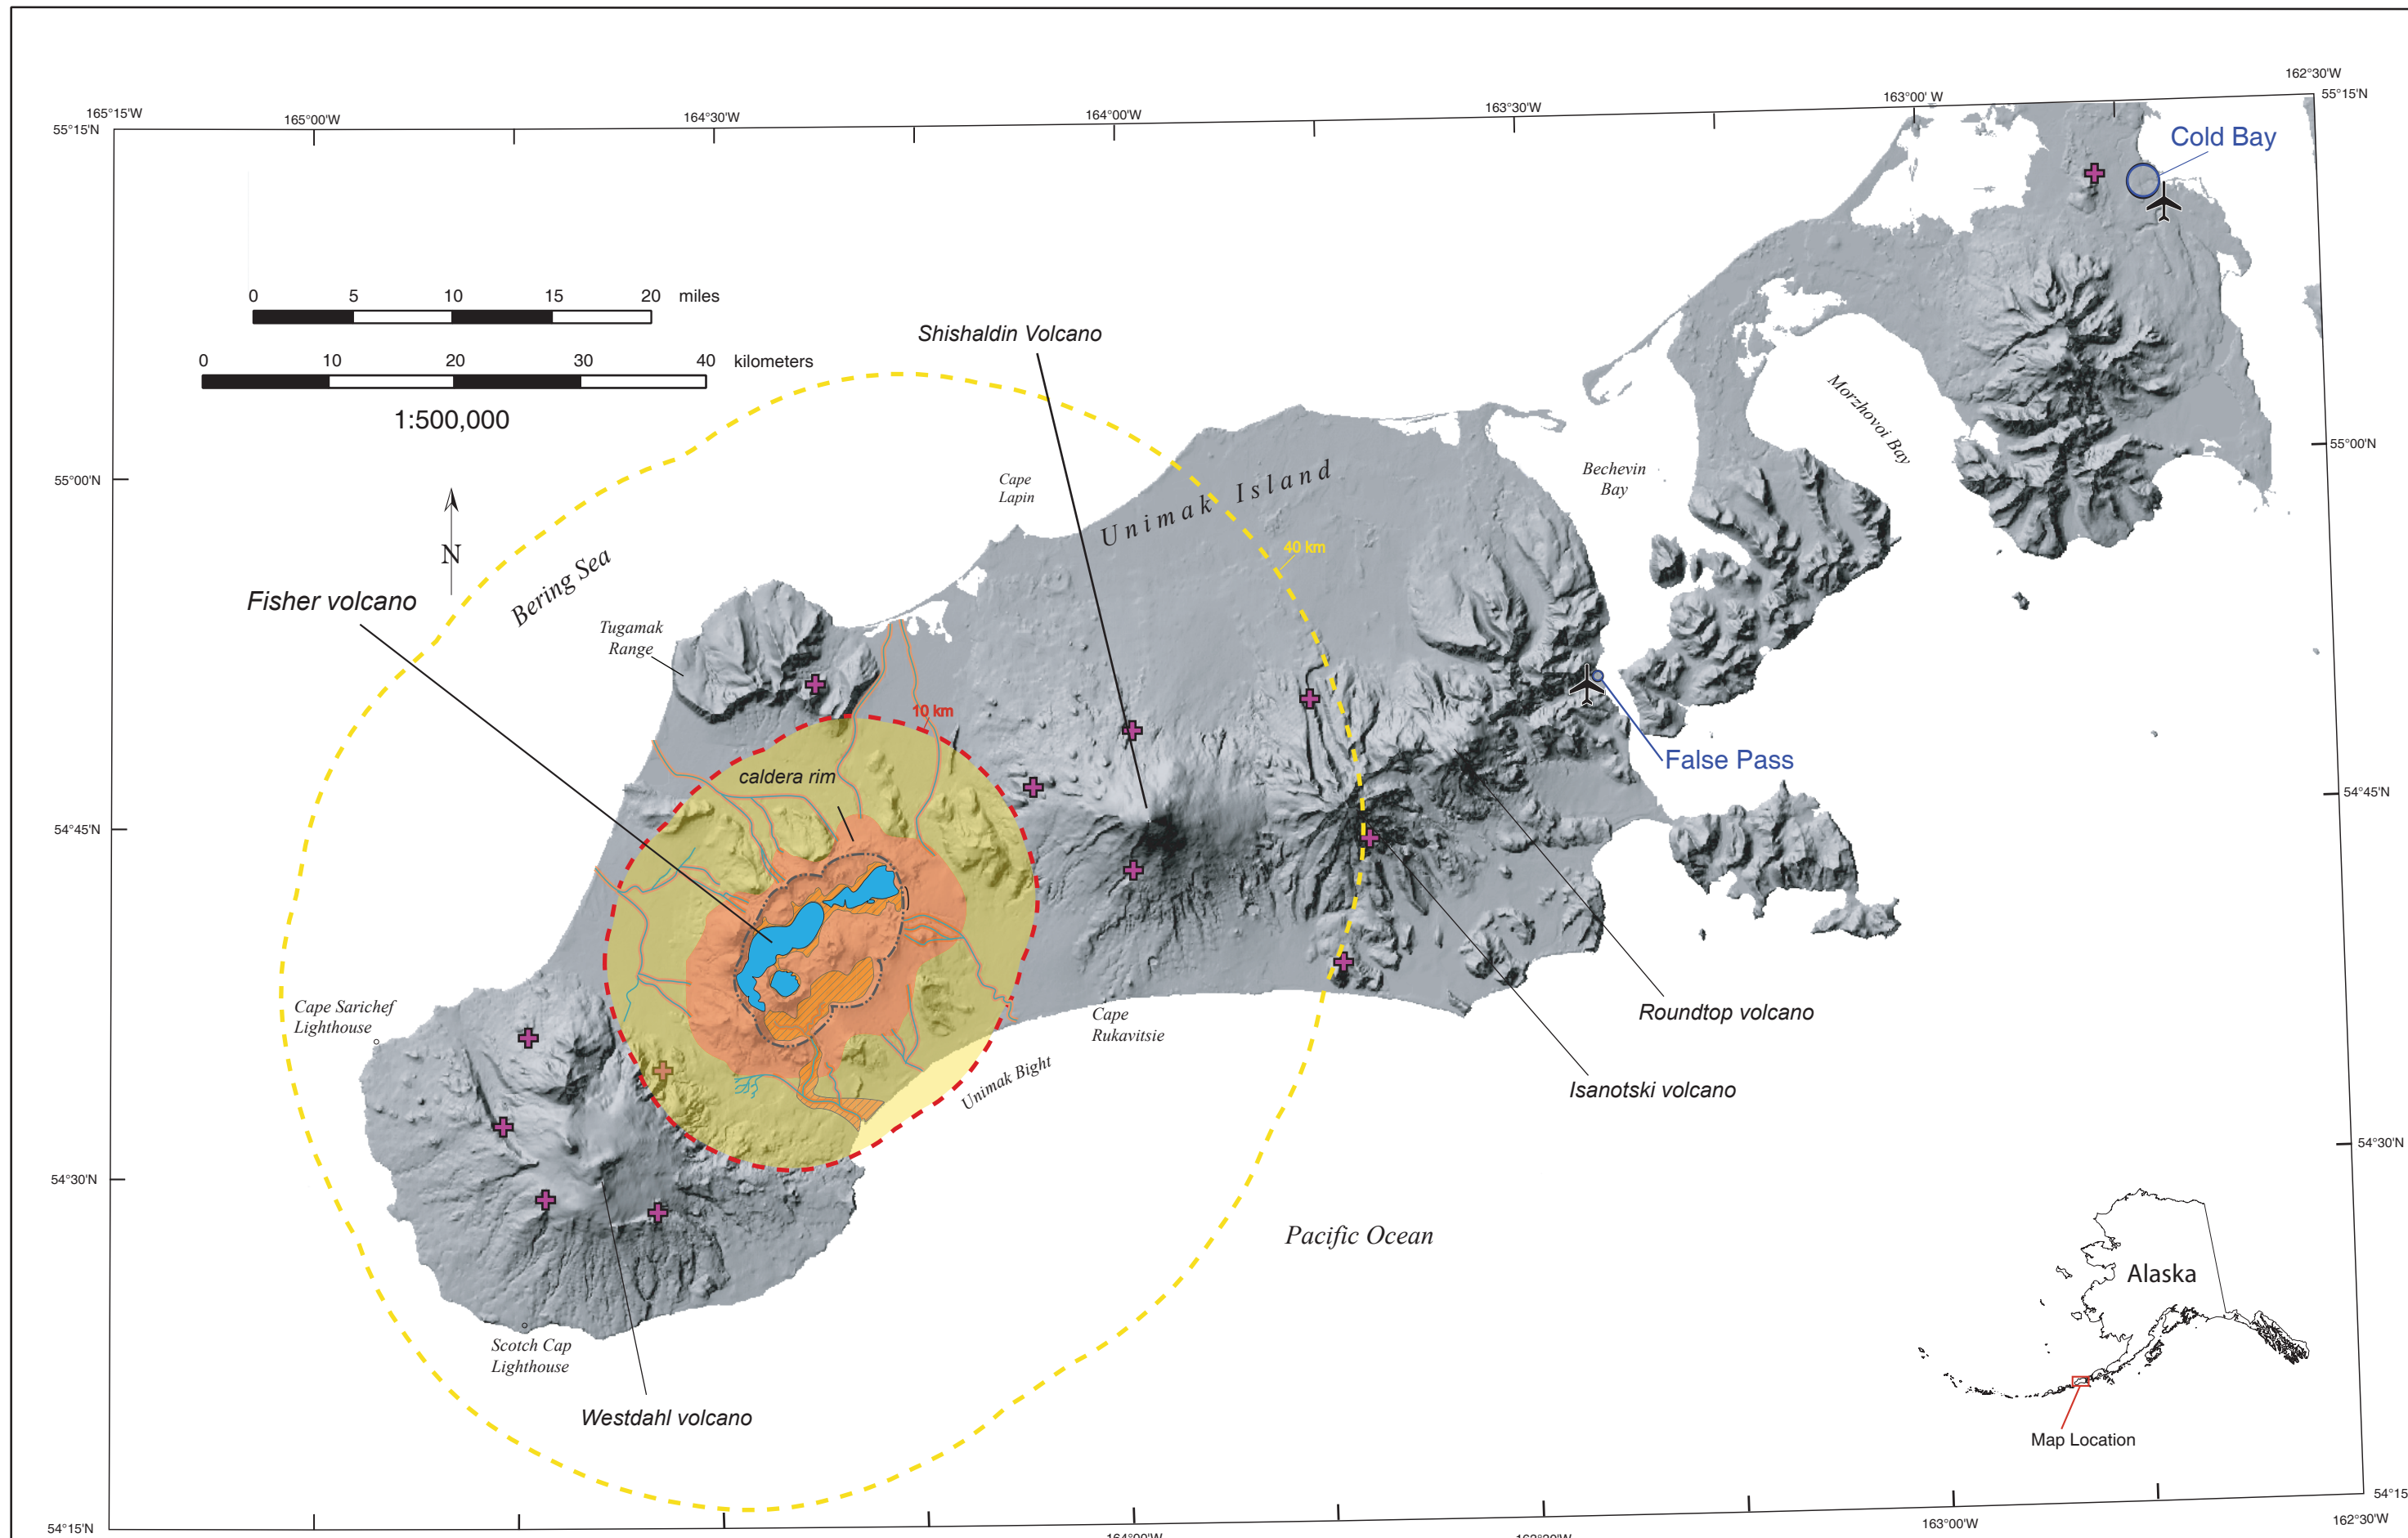 162°30'W
165°15'W
165°00'W
164°30'W
164°00'W
163°30'W
163°00' W
55°15'N
55°15'N
Cold Bay
0 5 10 15 20 miles
0 10 20 30 40 kilometers
1:500,000
Shishaldin Volcano
Morzhovoi Bay
55°00'N
55°00'N
Cape
Lapin
Unimak Island
Bechevin
Bay
N
40 km
Bering Sea
Fisher volcano
Tugamak
Range
10 km
False Pass
caldera rim
54°45'N
54°45'N
Cape Sarichef
Lighthouse
Cape
Rukavitsie
Roundtop volcano
Unimak Bight
Isanotski volcano
54°30'N
54°30'N
Pacific Ocean
Alaska
Scotch Cap
Lighthouse
Westdahl volcano
Map Location
54°15'N
54°15
164°00'W
163°00'W
162°30'W